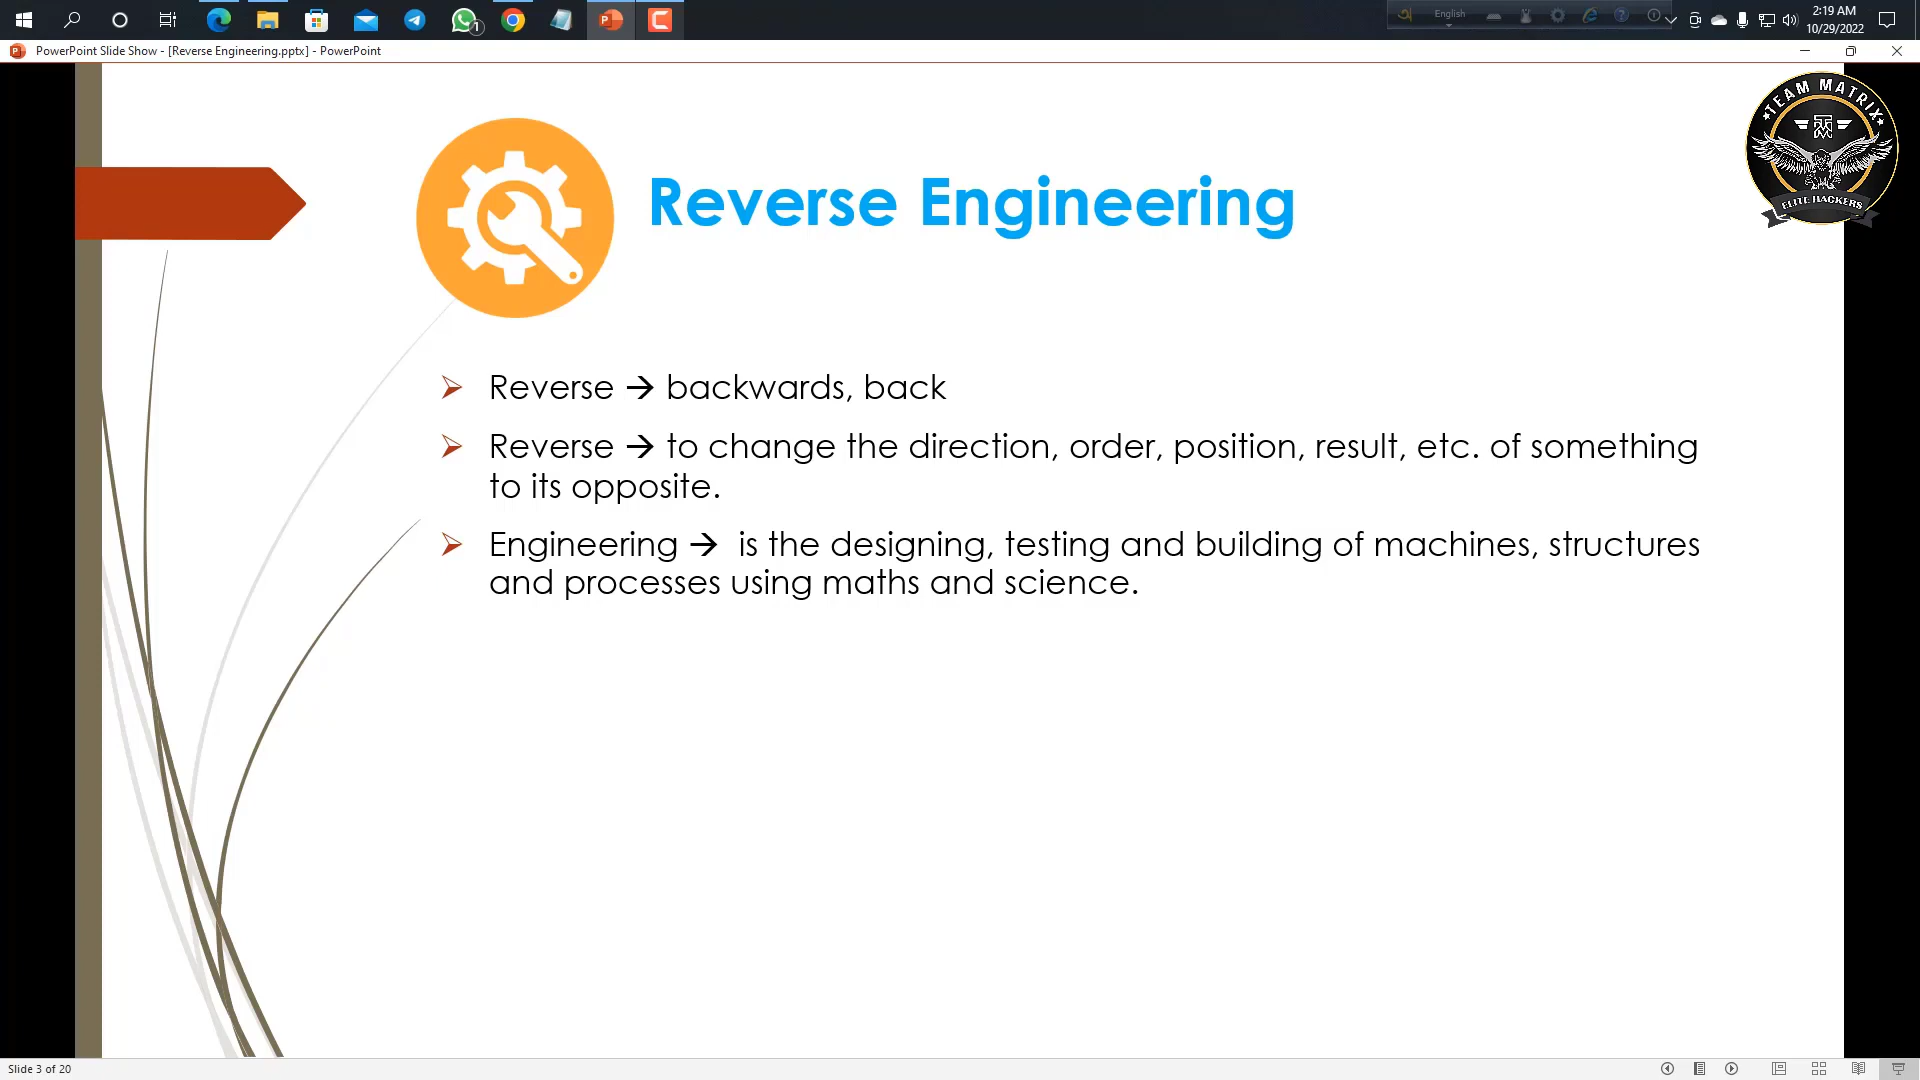 English
2:19 AM
10/29/2022
PowerPoint Slide Show - [Reverse Engineering.pptx] - PowerPoint
TEAM MATRIX
ELITE HACKERS
Reverse Engineering
Reverse → backwards, back
Reverse → to change the direction, order, position, result, etc. of something
to its opposite.
Engineering → is the designing, testing and building of machines, structures
and processes using maths and science.
Slide 3 of 20